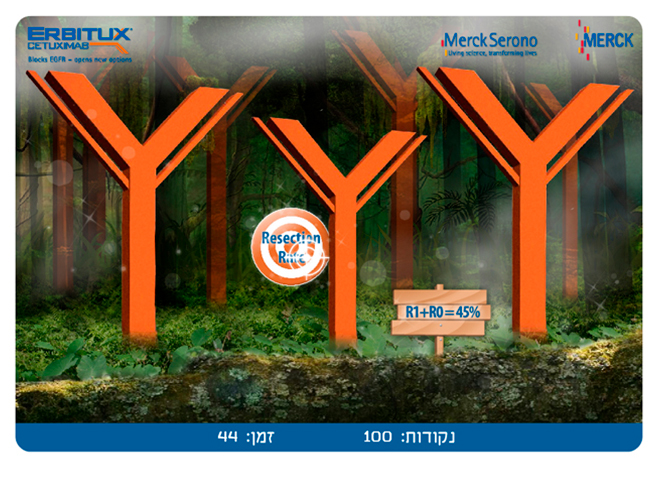 ERBITUX
CETUXIMAB
Blocks EGFR - opens new options
Merck Serono
Living science, transforming lives
MERCK
Resection
Rate
R1+R0=45%
זמן: 44
נקודות: 100